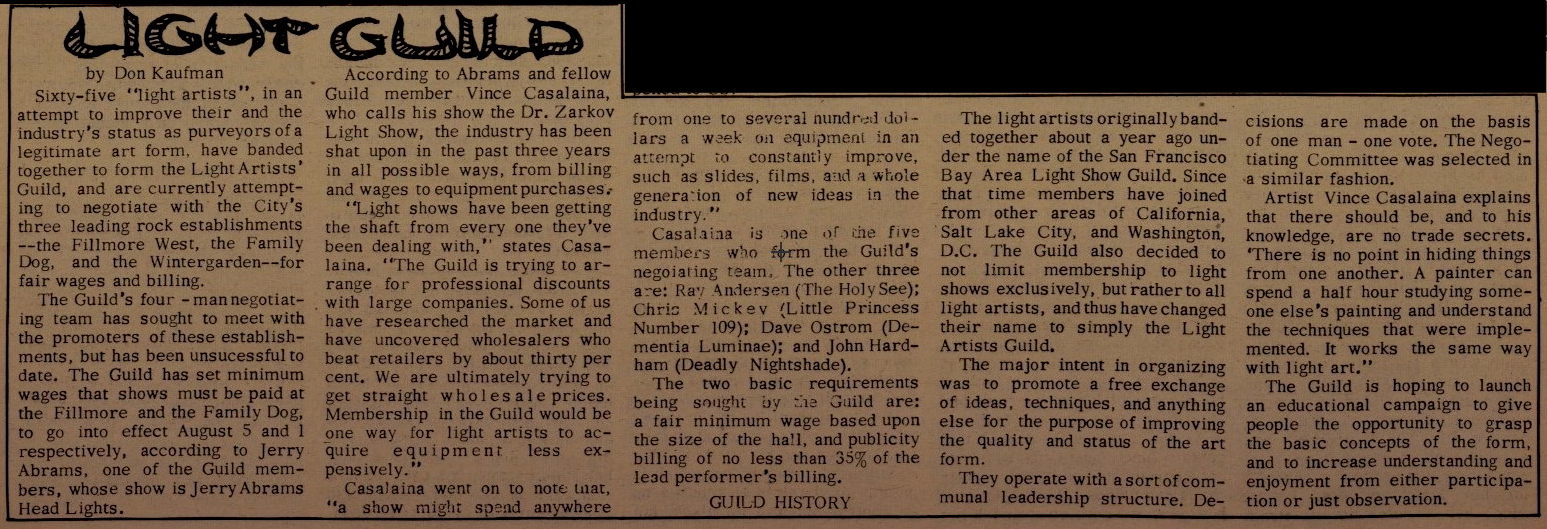 LIGHT GUILD
by Don Kaufman
Sixty-five "light artists", in an
attempt to improve their and the
industry's status as purveyors of a
legitimate art form, have banded
together to form the Light Artists'
Guild, and are currently attempt-
ing to negotiate with the City's
three leading rock establishments
--the Fillmore West, the Family
Dog, and the Wintergarden--for
fair wages and billing.
The Guild's four - man negotiat-
ing team has sought to meet with
the promoters of these establish-
ments, but has been unsucessful to
date. The Guild has set minimum
wages that shows must be paid at
the Fillmore and the Family Dog,
to go into effect August 5 and 1
respectively, according to Jerry
Abrams, one of the Guild mem-
bers, whose show is Jerry Abrams
Head Lights.
According to Abrams and fellow
Guild member Vince Casalaina,
who calls his show the Dr. Zarkov
Light Show, the industry has been
shat upon in the past three years
in all possible ways, from billing
and wages to equipment purchases.
"Light shows have been getting
the shaft from every one they've
been dealing with," states Casa-
laina. "The Guild is trying to ar-
range for professional discounts
with large companies. Some of us
have researched the market and
have uncovered wholesalers who
beat retailers by about thirty per
cent. We are ultimately trying to
get straight wholesale prices.
Membership in the Guild would be
one way for light artists to ac-
quire equipment less ex-
pensively."
Casalaina went on to note that,
"a show might spend anywhere
from one to several hundred dol-
lars a week on equipment in an
attempt to constantly improve,
such as slides, films, and a whole
generation of new ideas in the
industry."
Casalaina is one of the five
members who form the Guild's
negoiating team. The other three
are: Ray Andersen (The Holy See);
Chris Mickey (Little Princess
Number 109); Dave Ostrom (De-
mentia Luminae); and John Hard-
ham (Deadly Nightshade).
The two basic requirements
being sought by the Guild are:
a fair minimum wage based upon
the size of the hall, and publicity
billing of no less than 35% of the
lead performer's billing.
GUILD HISTORY
The light artists originally band-
ed together about a year ago un-
der the name of the San Francisco
Bay Area Light Show Guild. Since
that time members have joined
from other areas of California,
Salt Lake City, and Washington,
D.C. The Guild also decided to
not limit membership to light
shows exclusively, but rather to all
light artists, and thus have changed
their name to simply the Light
Artists Guild.
The major intent in organizing
was to promote a free exchange
of ideas, techniques, and anything
else for the purpose of improving
the quality and status of the art
form.
They operate with a sort of com-
munal leadership structure. De-
cisions are made on the basis
of one man - one vote. The Nego-
tiating Committee was selected in
a similar fashion.
Artist Vince Casalaina explains
that there should be, and to his
knowledge, are no trade secrets.
"There is no point in hiding things
from one another. A painter can
spend a half hour studying some-
one else's painting and understand
the techniques that were imple-
mented. It works the same way
with light art."
The Guild is hoping to launch
an educational campaign to give
people the opportunity to grasp
the basic concepts of the form,
and to increase understanding and
enjoyment from either participa-
tion or just observation.